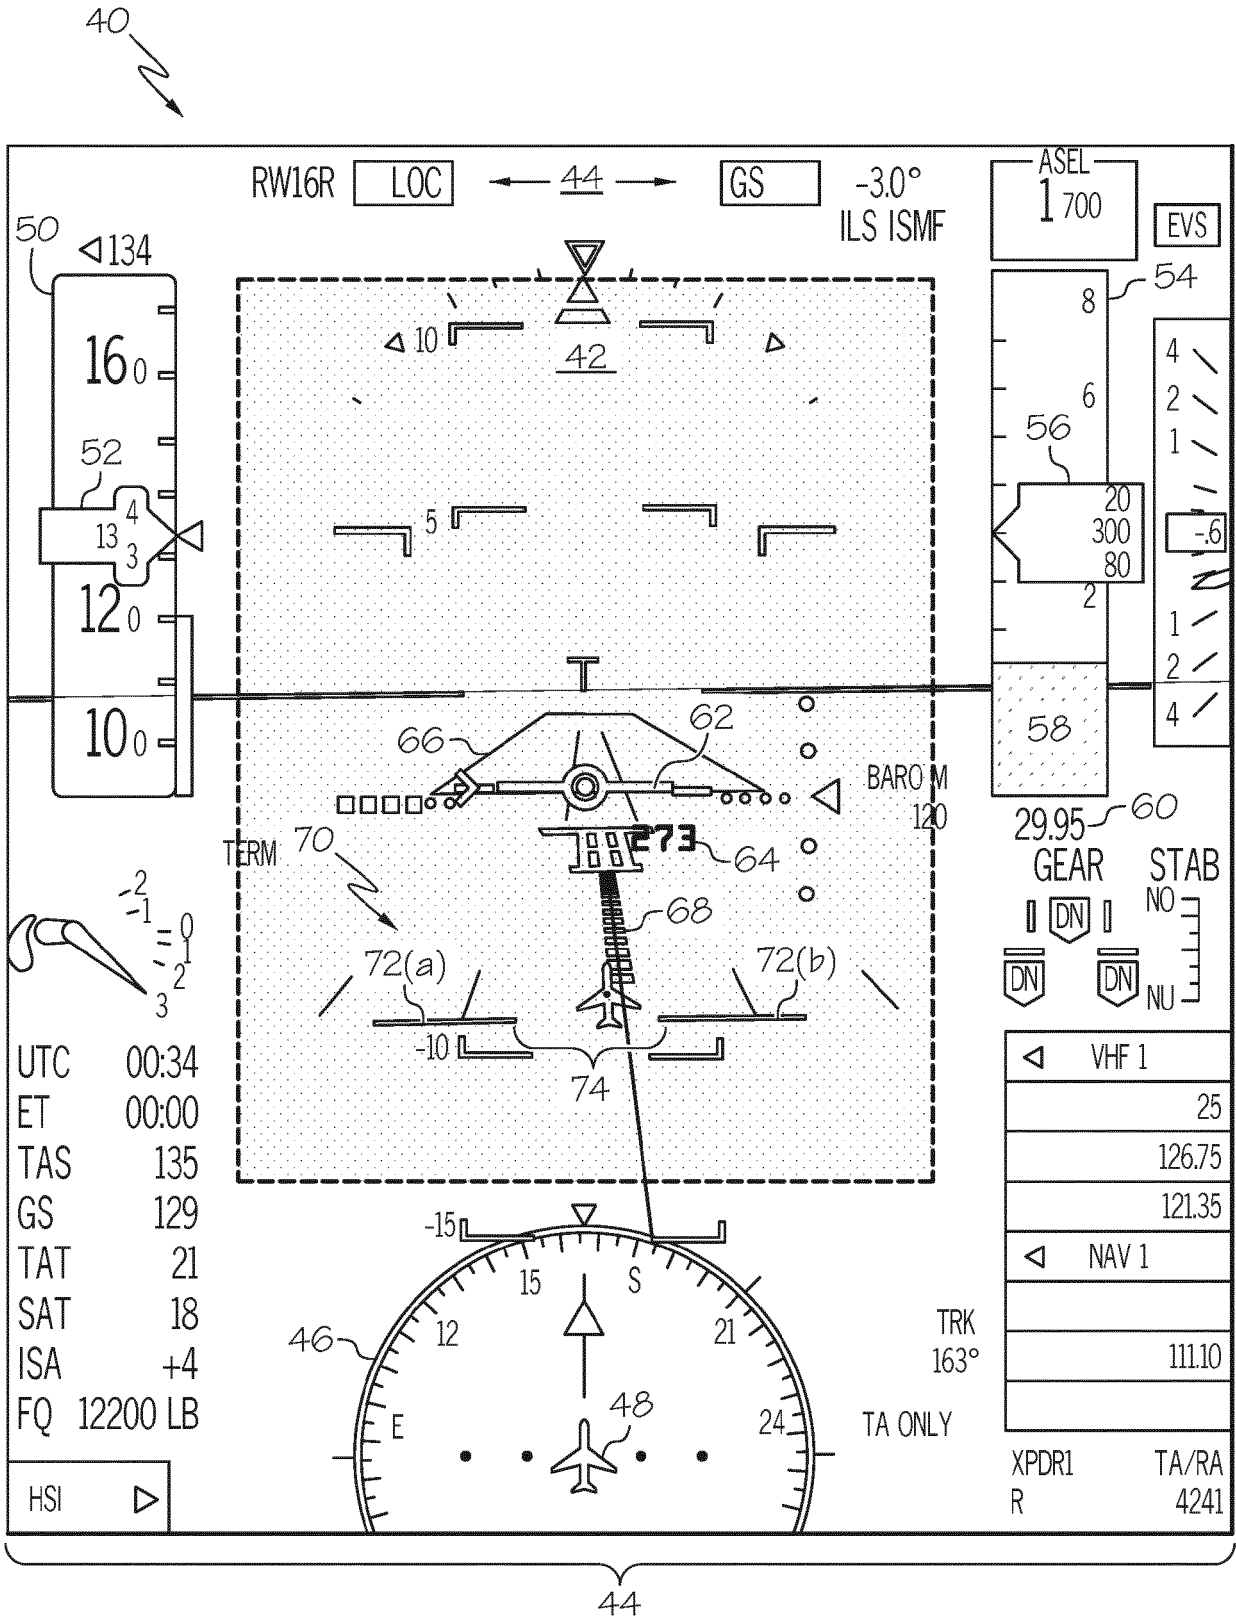 40
RW16R LOC 44 GS -3.0°
ILS ISMF
ASEL
1 700
EVS
50
134
54
8
16 0
10
42
4
6
2
52
56
1
4
13
3
5
20
300
80
-.6
12 0
2
1
2
10 0
58
4
66
62
BARO M
120
29.95 60
TERM
70
273
64
GEAR STAB
NO
DN
68
2
1
0
1
2
3
72(a)
72(b)
DN
DN
NU
-10
74
UTC 00:34
ET 00:00
TAS 135
GS 129
TAT 21
SAT 18
ISA +4
FQ 12200 LB
VHF 1
25
126.75
121.35
NAV 1
111.10
-15
15
S
46
12
21
TRK
163°
E
48
24
TA ONLY
HSI
XPDR1 TA/RA
R 4241
44